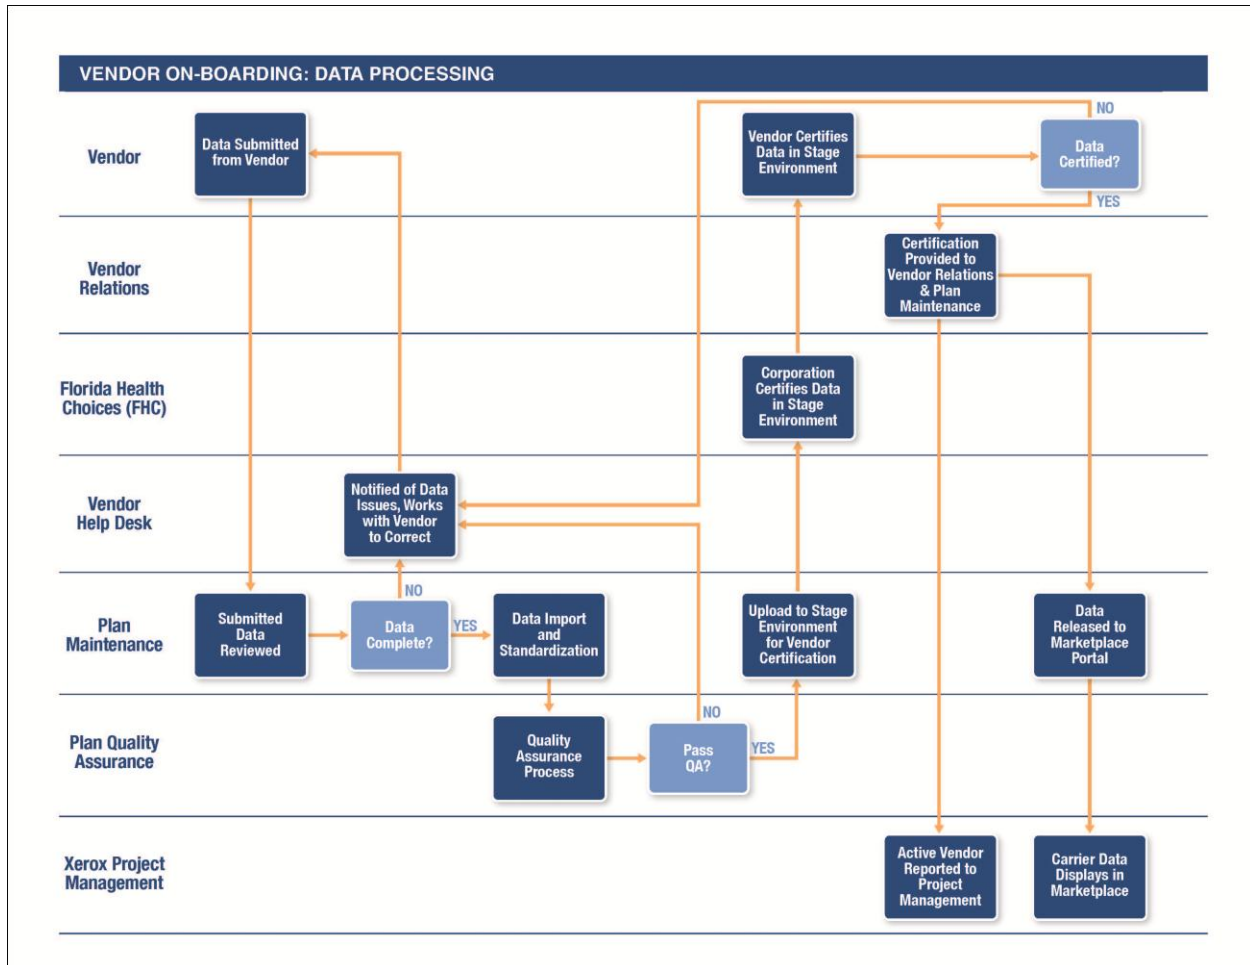 VENDOR ON-BOARDING: DATA PROCESSING
NO
Vendor
Data Submitted
from Vendor
Vendor Certifies
Data in Stage
Environment
Data
Certified?
YES
Vendor
Relations
Certification
Provided to
Vendor Relations
& Plan
Maintenance
Florida Health
Choices (FHC)
Corporation
Certifies Data
in Stage
Environment
Vendor
Help Desk
Notified of Data
Issues, Works
with Vendor
to Correct
NO
Plan
Maintenance
Submitted
Data
Reviewed
Data
Complete?
YES
Data Import
and
Standardization
Upload to Stage
Environment
for Vendor
Certification
Data
Released to
Marketplace
Portal
NO
Plan Quality
Assurance
Quality
Assurance
Process
Pass
QA?
YES
Xerox Project
Management
Active Vendor
Reported to
Project
Management
Carrier Data
Displays in
Marketplace